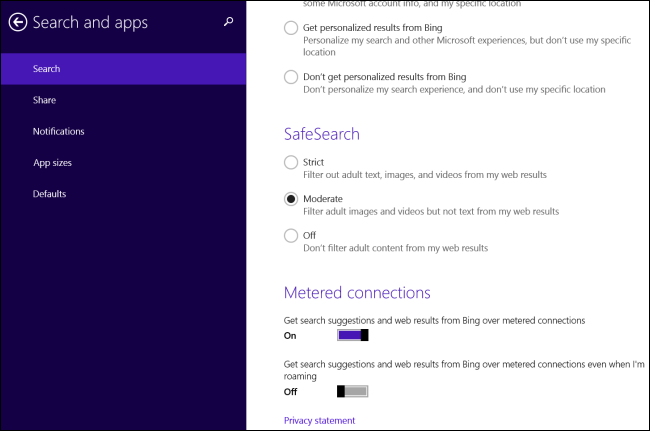 Search and apps
Search
Share
Notifications
App sizes
Defaults
some Microsoft account info, and my specific location
Get personalized results from Bing
Personalize my search and other Microsoft experiences, but don't use my specific
location
Don't get personalized results from Bing
Don't personalize my search experience, and don't use my specific location
SafeSearch
Strict
Filter out adult text, images, and videos from my web results
Moderate
Filter adult images and videos but not text from my web results
Off
Don't filter adult content from my web results
Metered connections
Get search suggestions and web results from Bing over metered connections
On
Get search suggestions and web results from Bing over metered connections even when I'm
roaming
Off
Privacy statement